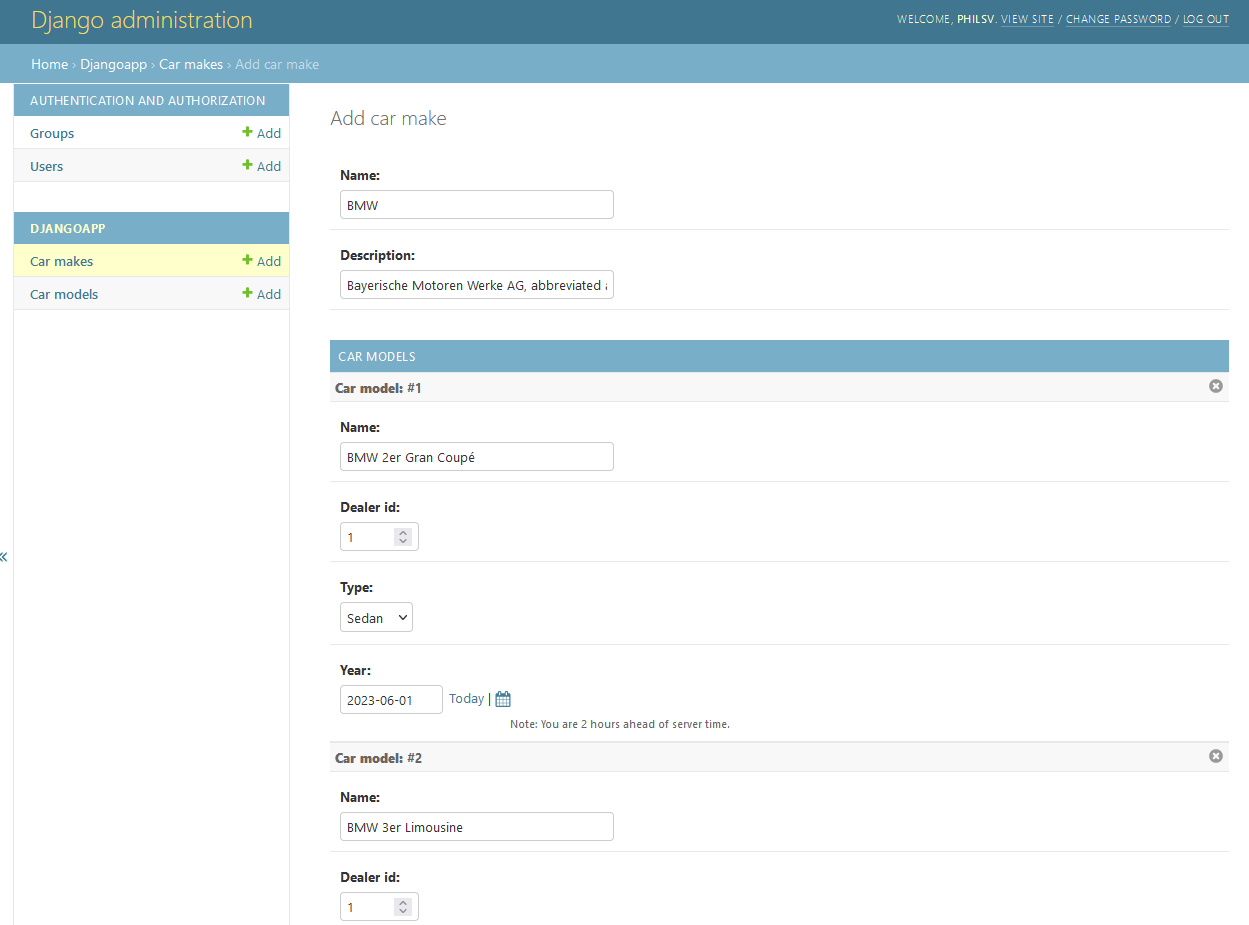 Django administration
WELCOME, PHILSV. VIEW SITE / CHANGE PASSWORD / LOG OUT
Home › Djangoapp › Car makes › Add car make
AUTHENTICATION AND AUTHORIZATION
Groups + Add
Users + Add
DJANGOAPP
Car makes + Add
Car models + Add
«
Add car make
Name:
BMW
Description:
Bayerische Motoren Werke AG, abbreviated
CAR MODELS
Car model: #1
Name:
BMW 2er Gran Coupé
Dealer id:
1
Type:
Sedan
Year:
2023-06-01 Today |
Note: You are 2 hours ahead of server time.
Car model: #2
Name:
BMW 3er Limousine
Dealer id:
1